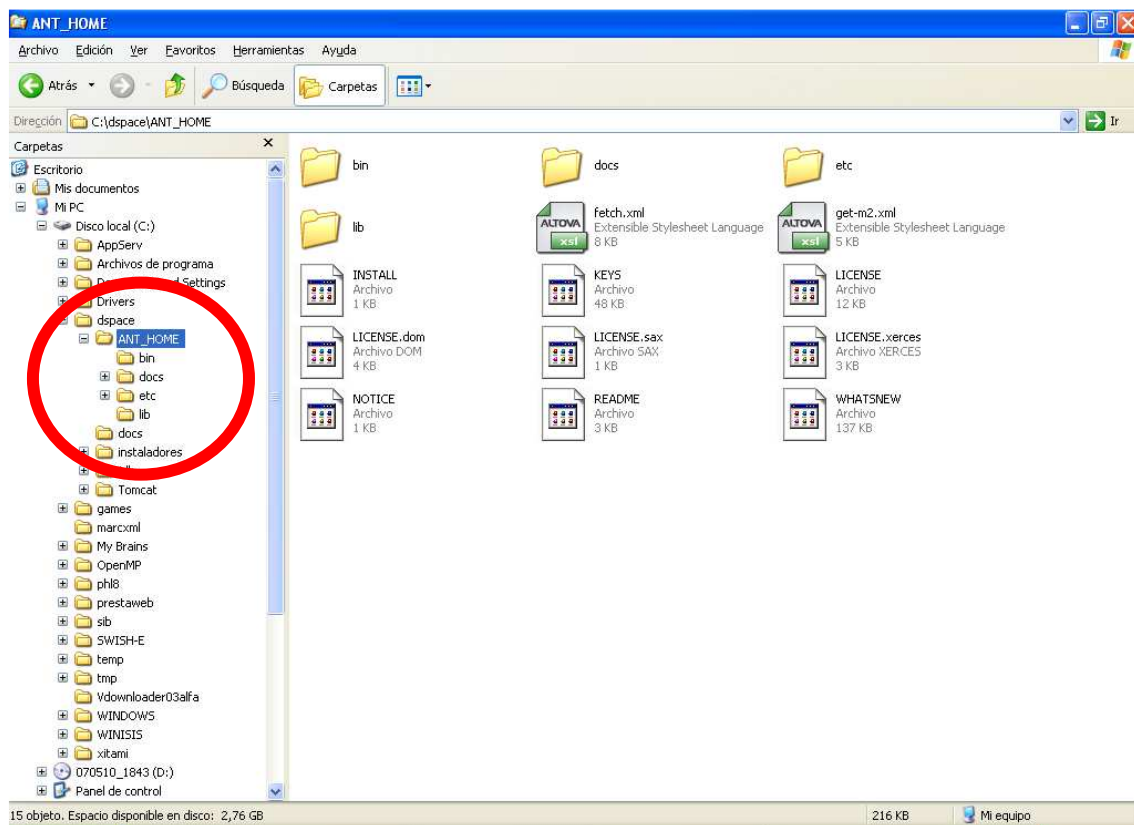 ANT_HOME
Archivo Edición Ver Favoritos Herramientas Ayuda
Atrás Búsqueda Carpetas
Dirección C:\dspace\ANT_HOME Ir
Carpetas
Escritorio
Mis documentos
Mi PC
Disco local (C:)
AppServ
Archivos de programa
Settings
Drivers
dspace
ANT_HOME
bin
docs
etc
lib
docs
instaladores
Tomcat
games
marcxml
My Brains
OpenMP
phl8
prestaweb
sib
SWISH-E
temp
tmp
Vdownloader03alfa
WINDOWS
WINISIS
xitami
070510_1843 (D:)
Panel de control
bin
docs
etc
lib
fetch.xml
Extensible Stylesheet Language
8 KB
ALTOVA
xsl
get-m2.xml
Extensible Stylesheet Language
5 KB
ALTOVA
xsl
INSTALL
Archivo
1 KB
KEYS
Archivo
48 KB
LICENSE
Archivo
12 KB
LICENSE.dom
Archivo DOM
4 KB
LICENSE.sax
Archivo SAX
1 KB
LICENSE.xerces
Archivo XERCES
3 KB
NOTICE
Archivo
1 KB
README
Archivo
3 KB
WHATSNEW
Archivo
137 KB
15 objeto. Espacio disponible en disco: 2,76 GB 216 KB Mi equipo